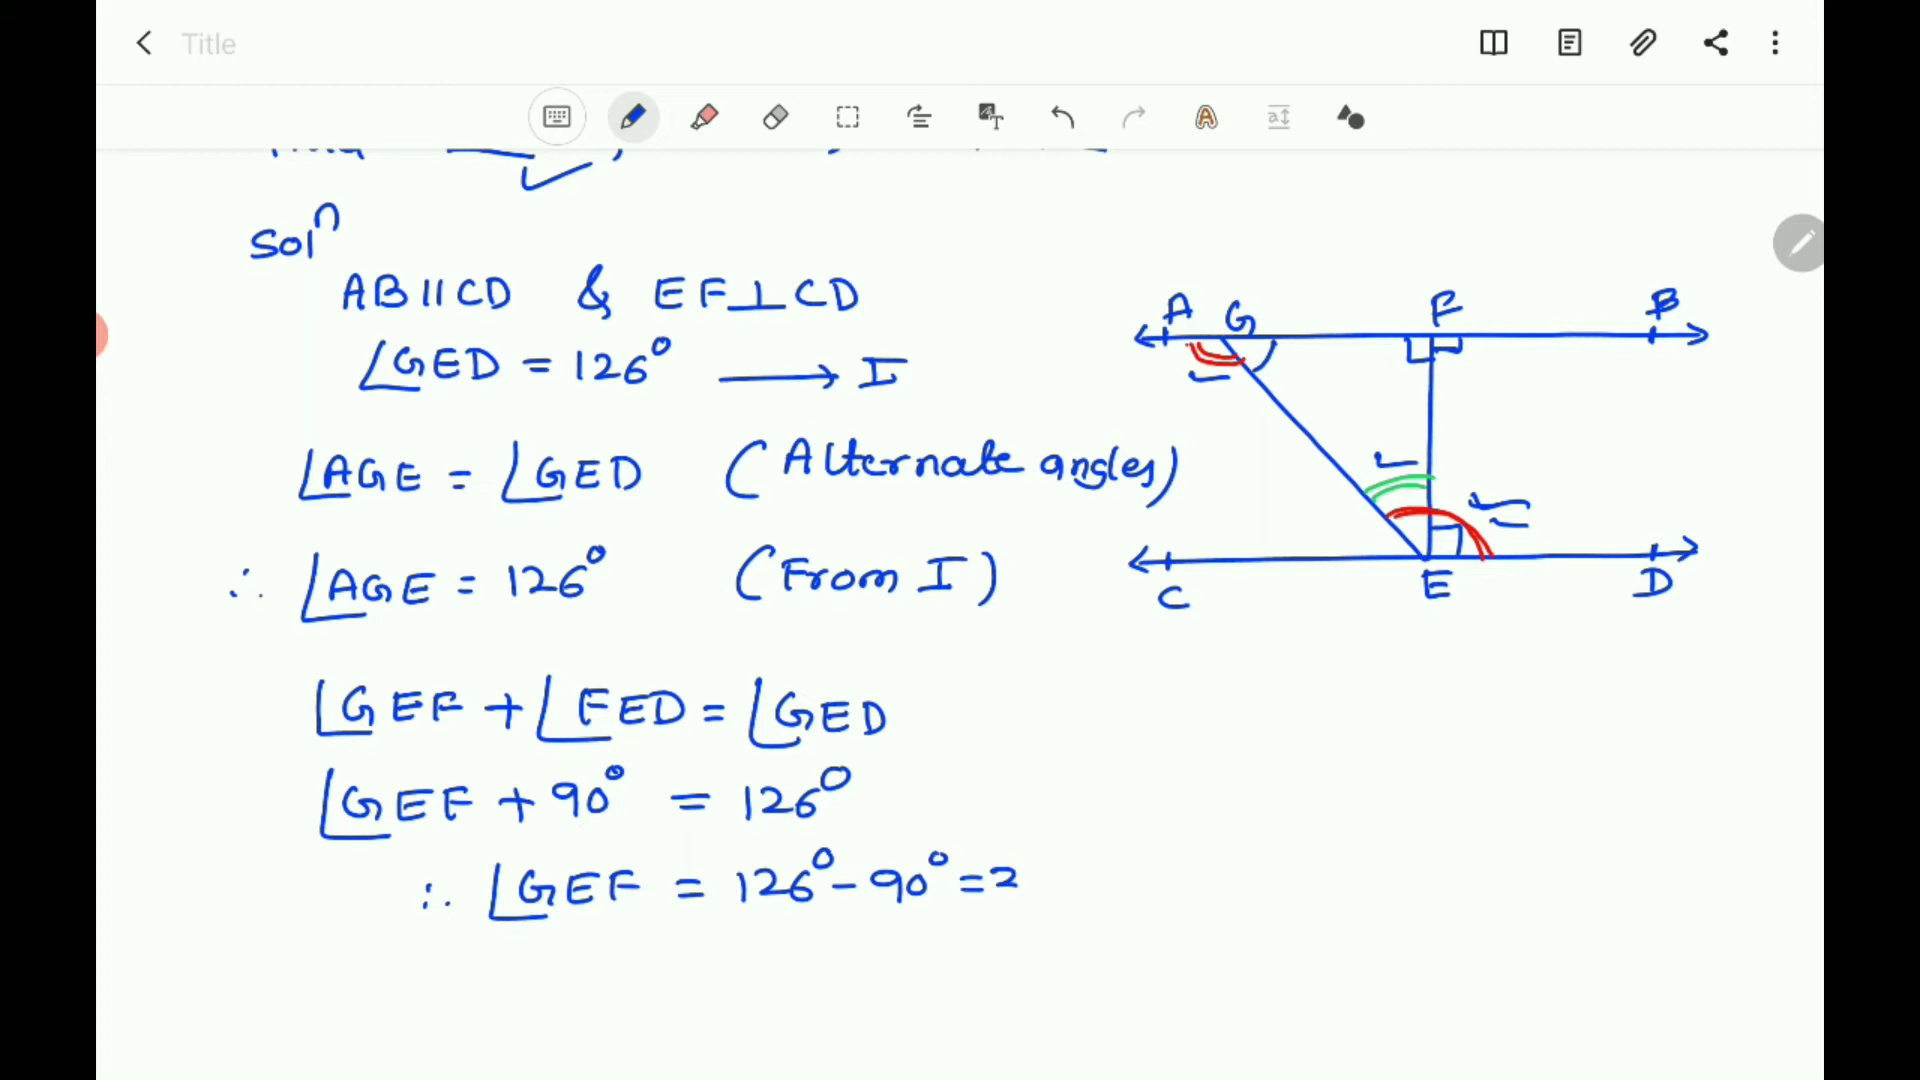 Title
Solⁿ
AB || CD & EF ⊥ CD
∠GED = 126° → I
∠AGE = ∠GED (Alternate angles)
∴ ∠AGE = 126° (From I)
∠GEF + ∠FED = ∠GED
∠GEF + 90° = 126°
∴ ∠GEF = 126° - 90° = 2
A G F B
C E D